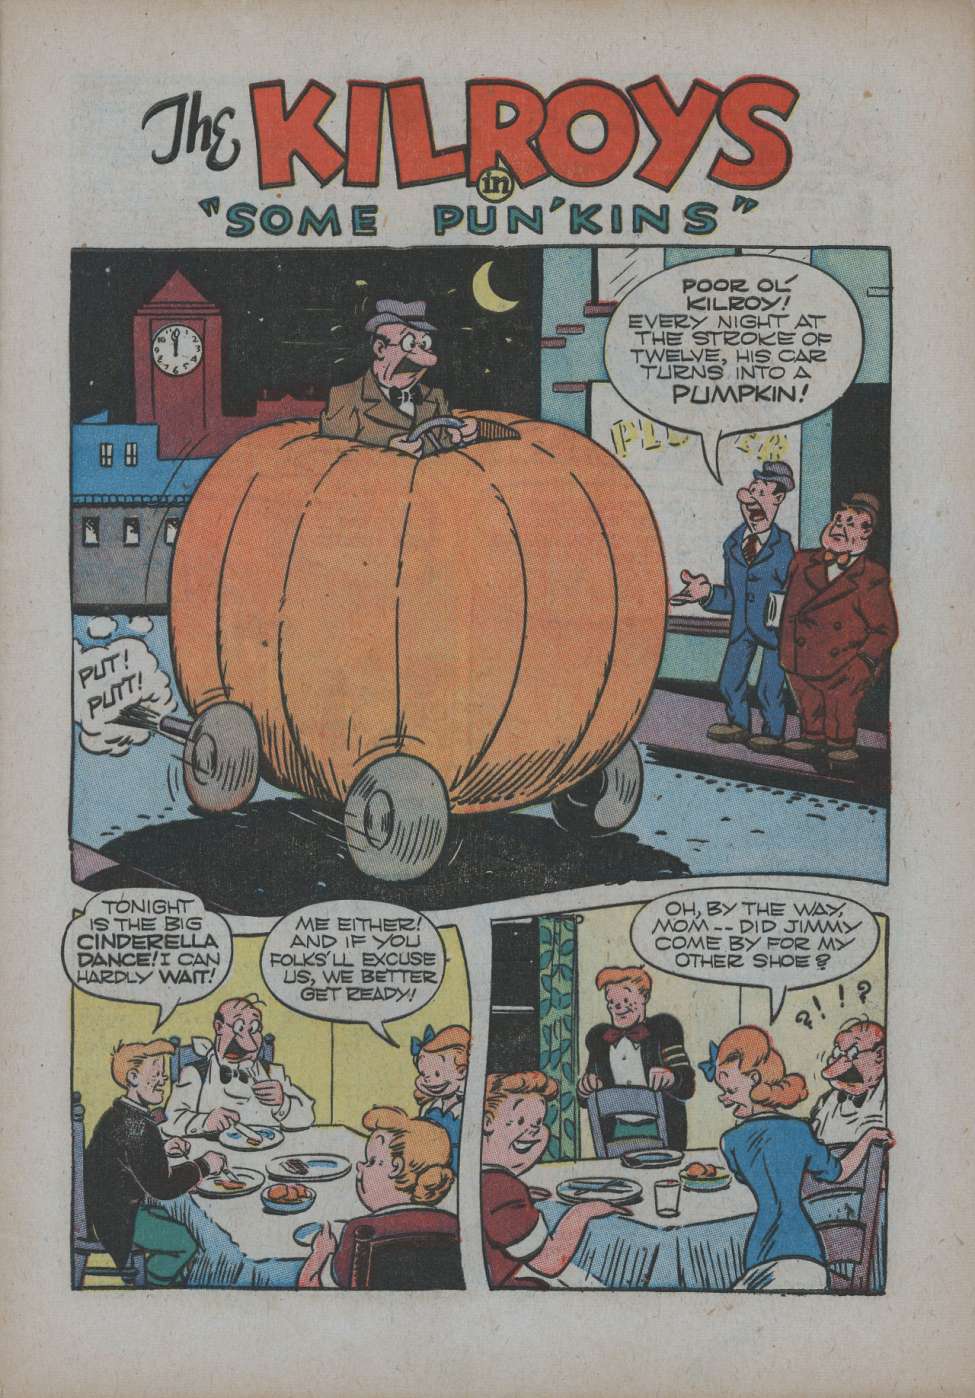 The
KILROYS
in
"SOME PUN'KINS"
POOR OL'
KILROY!
EVERY NIGHT AT
THE STROKE OF
TWELVE, HIS CAR
TURNS INTO A
PUMPKIN!
PUT!
PUTT!
TONIGHT
IS THE BIG
CINDERELLA
DANCE! I CAN
HARDLY WAIT!
ME EITHER!
AND IF YOU
FOLKS'LL EXCUSE
US, WE BETTER
GET READY!
OH, BY THE WAY,
MOM -- DID JIMMY
COME BY FOR MY
OTHER SHOE?
?!!?